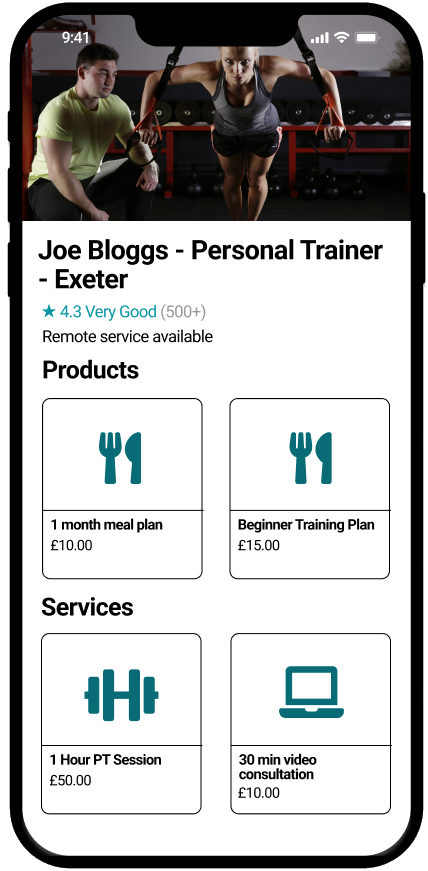 9:41
Joe Bloggs - Personal Trainer
- Exeter
★ 4.3 Very Good (500+)
Remote service available
Products
1 month meal plan
£10.00
Beginner Training Plan
£15.00
Services
1 Hour PT Session
£50.00
30 min video
consultation
£10.00